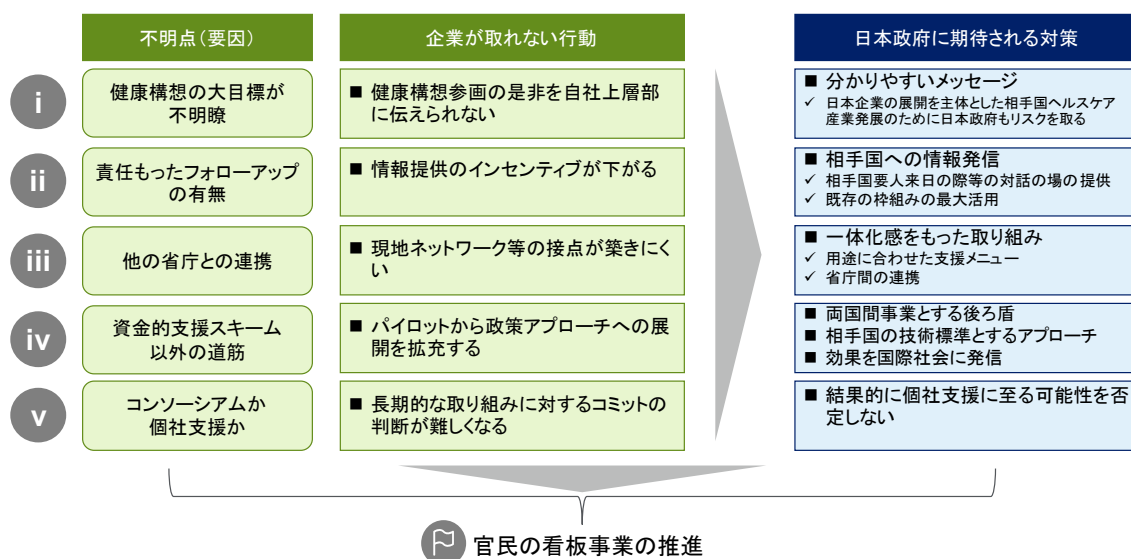 不明点(要因)
企業が取れない行動
日本政府に期待される対策
i
健康構想の大目標が
不明瞭
■ 健康構想参画の是非を自社上層部
に伝えられない
■ 分かりやすいメッセージ
✓ 日本企業の展開を主体とした相手国ヘルスケア
産業発展のために日本政府もリスクを取る
ii
責任もったフォローアップ
の有無
■ 情報提供のインセンティブが下がる
■ 相手国への情報発信
✓ 相手国要人来日の際等の対話の場の提供
✓ 既存の枠組みの最大活用
iii
他の省庁との連携
■ 現地ネットワーク等の接点が築きにく
い
■ 一体化感をもった取り組み
✓ 用途に合わせた支援メニュー
✓ 省庁間の連携
iv
資金的支援スキーム
以外の道筋
■ パイロットから政策アプローチへの展
開を拡充する
■ 両国間事業とする後ろ盾
■ 相手国の技術標準とするアプローチ
■ 効果を国際社会に発信
v
コンソーシアムか
個社支援か
■ 長期的な取り組みに対するコミットの
判断が難しくなる
■ 結果的に個社支援に至る可能性を否
定しない
官民の看板事業の推進